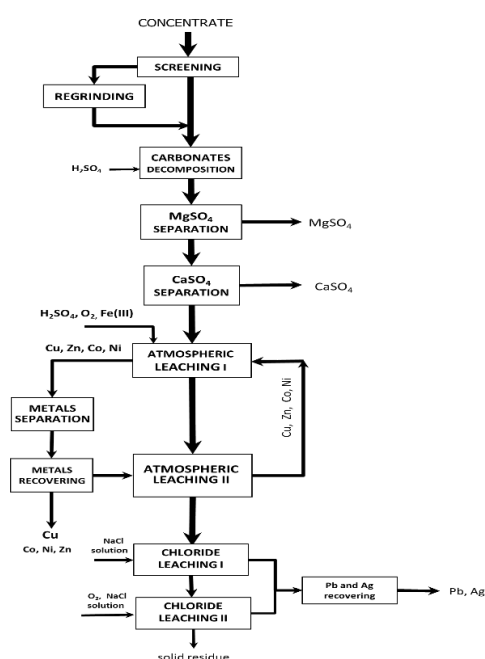 CONCENTRATE
SCREENING
REGRINDING
CARBONATES
DECOMPOSITION
H₂SO₄
MgSO₄
SEPARATION
MgSO₄
CaSO₄
SEPARATION
CaSO₄
H₂SO₄, O₂, Fe(III)
Cu, Zn, Co, Ni
ATMOSPHERIC
LEACHING I
Cu, Zn, Co, Ni
METALS
SEPARATION
METALS
RECOVERING
ATMOSPHERIC
LEACHING II
Cu
Co, Ni, Zn
NaCl
solution
CHLORIDE
LEACHING I
Pb and Ag
recovering
Pb, Ag
O₂, NaCl
solution
CHLORIDE
LEACHING II
solid residue